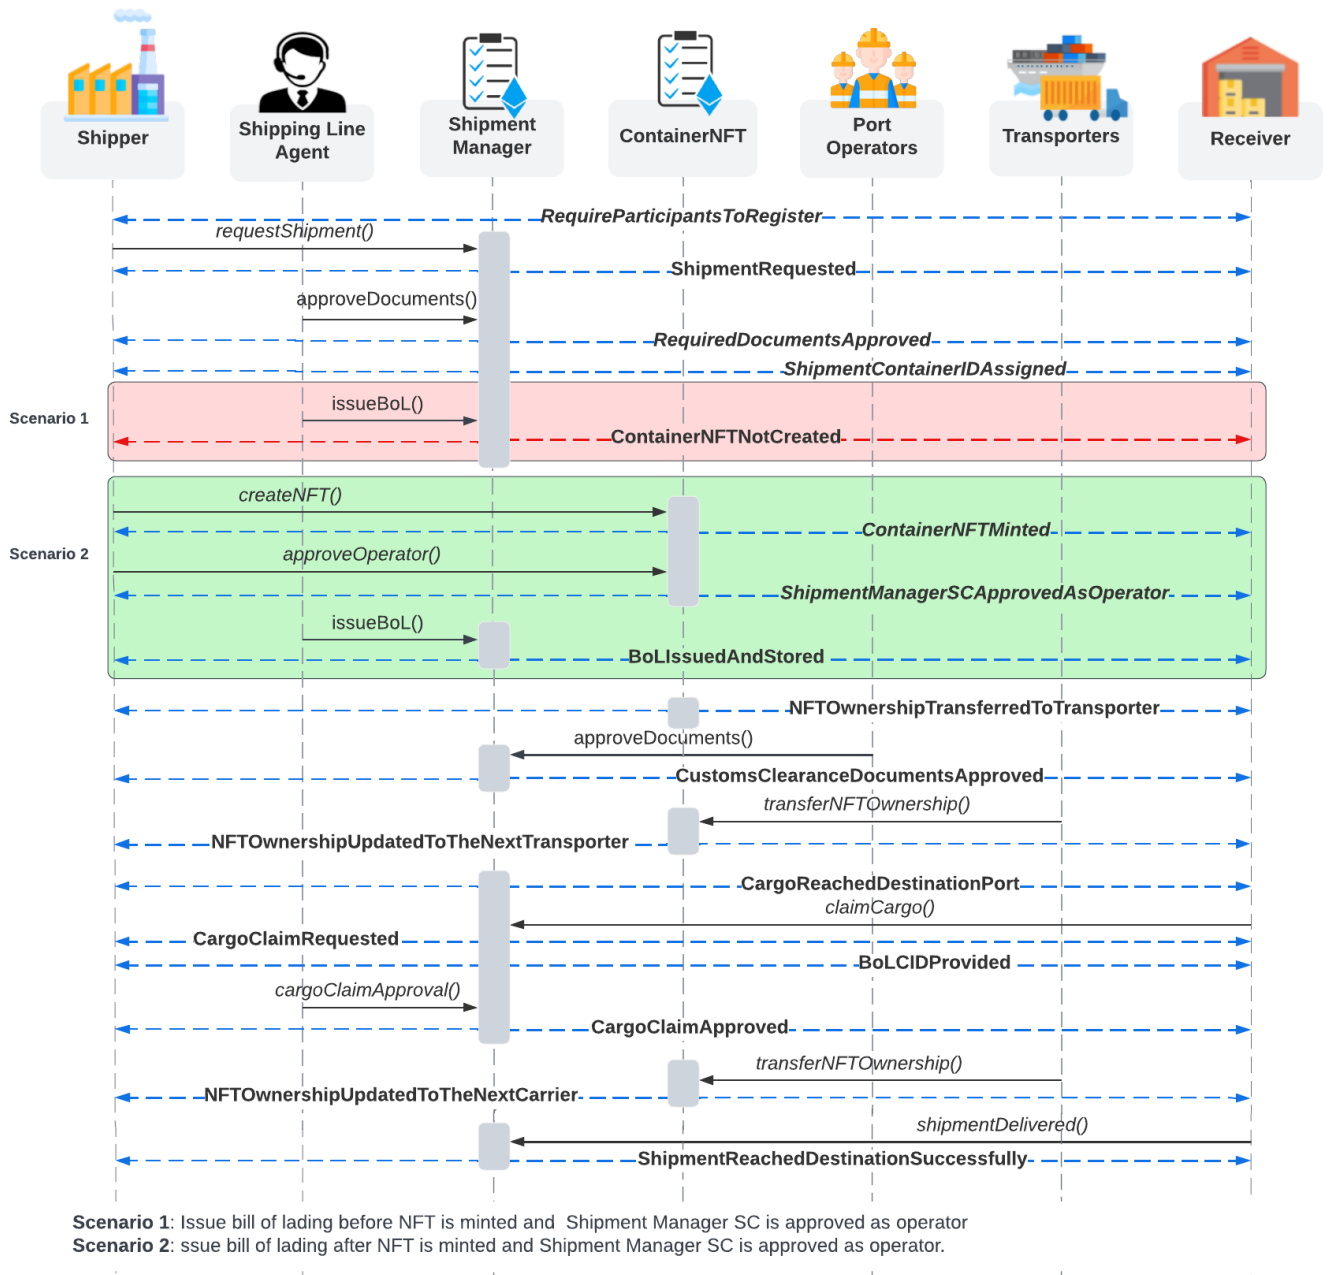 Shipper
Shipping Line
Agent
Shipment
Manager
ContainerNFT
Port
Operators
Transporters
Receiver
RequireParticipantsToRegister
requestShipment()
ShipmentRequested
approveDocuments()
RequiredDocumentsApproved
ShipmentContainerIDAssigned
Scenario 1
issueBoL()
ContainerNFTNotCreated
createNFT()
ContainerNFTMinted
Scenario 2
approveOperator()
ShipmentManagerSCApprovedAsOperator
issueBoL()
BoLIssuedAndStored
NFTOwnershipTransferredToTransporter
approveDocuments()
CustomsClearanceDocumentsApproved
transferNFTOwnership()
NFTOwnershipUpdatedToTheNextTransporter
CargoReachedDestinationPort
claimCargo()
CargoClaimRequested
BoLCIDProvided
cargoClaimApproval()
CargoClaimApproved
transferNFTOwnership()
NFTOwnershipUpdatedToTheNextCarrier
shipmentDelivered()
ShipmentReachedDestinationSuccessfully
Scenario 1: Issue bill of lading before NFT is minted and Shipment Manager SC is approved as operator
Scenario 2: ssue bill of lading after NFT is minted and Shipment Manager SC is approved as operator.